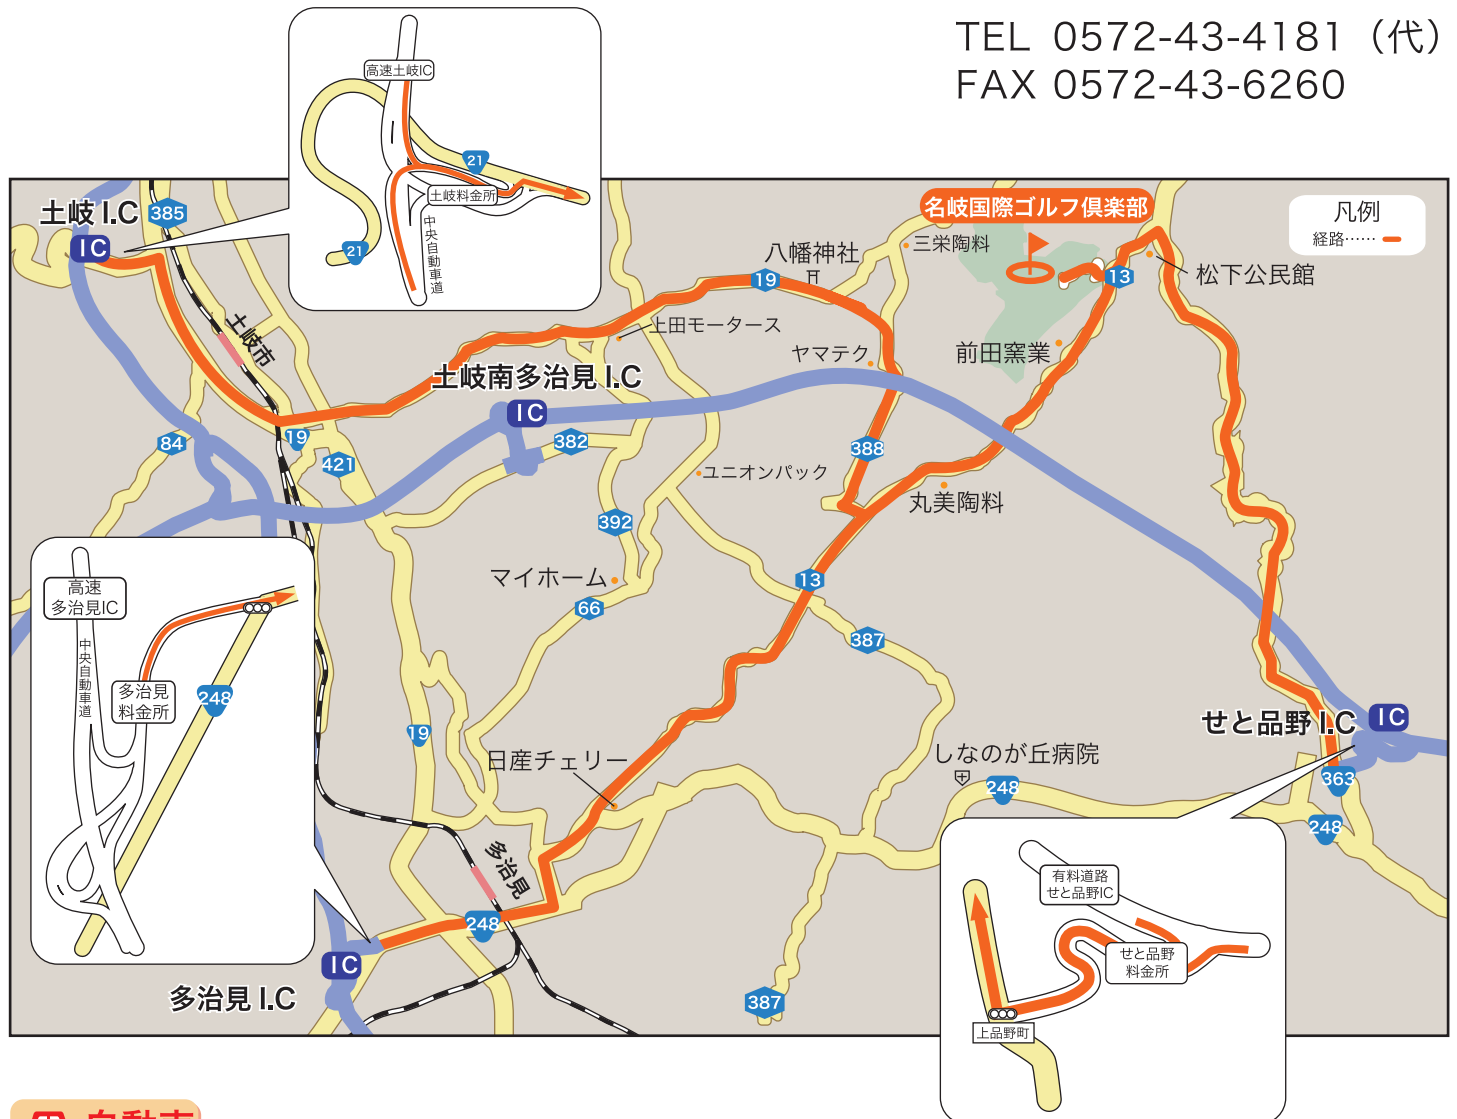 TEL 0572-43-4181（代）
FAX 0572-43-6260
高速土岐IC
21
土岐料金所
中央自動車道
21
土岐I.C
385
IC
名岐国際ゴルフ倶楽部
凡例
経路……
三栄陶料
八幡神社
19
13
松下公民館
土岐市
上田モータース
ヤマテク
前田窯業
土岐南多治見I.C
IC
84
19
421
382
388
ユニオンパック
丸美陶料
392
マイホーム
66
13
387
高速
多治見IC
中央自動車道
多治見
料金所
248
19
日産チェリー
しなのが丘病院
248
せと品野I.C
IC
363
248
多治見
248
IC
多治見I.C
387
有料道路
せと品野IC
せと品野
料金所
上品野町
自動車